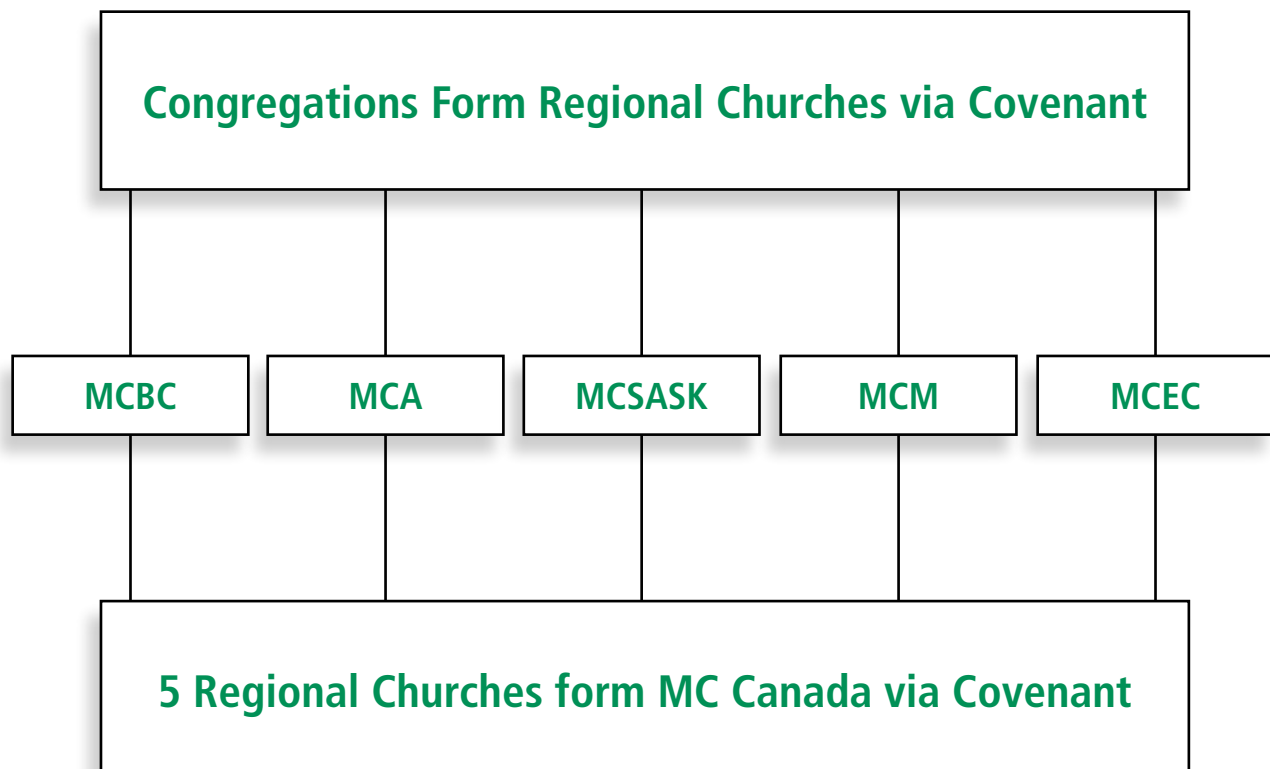 Congregations Form Regional Churches via Covenant
MCBC
MCA
MCSASK
MCM
MCEC
5 Regional Churches form MC Canada via Covenant